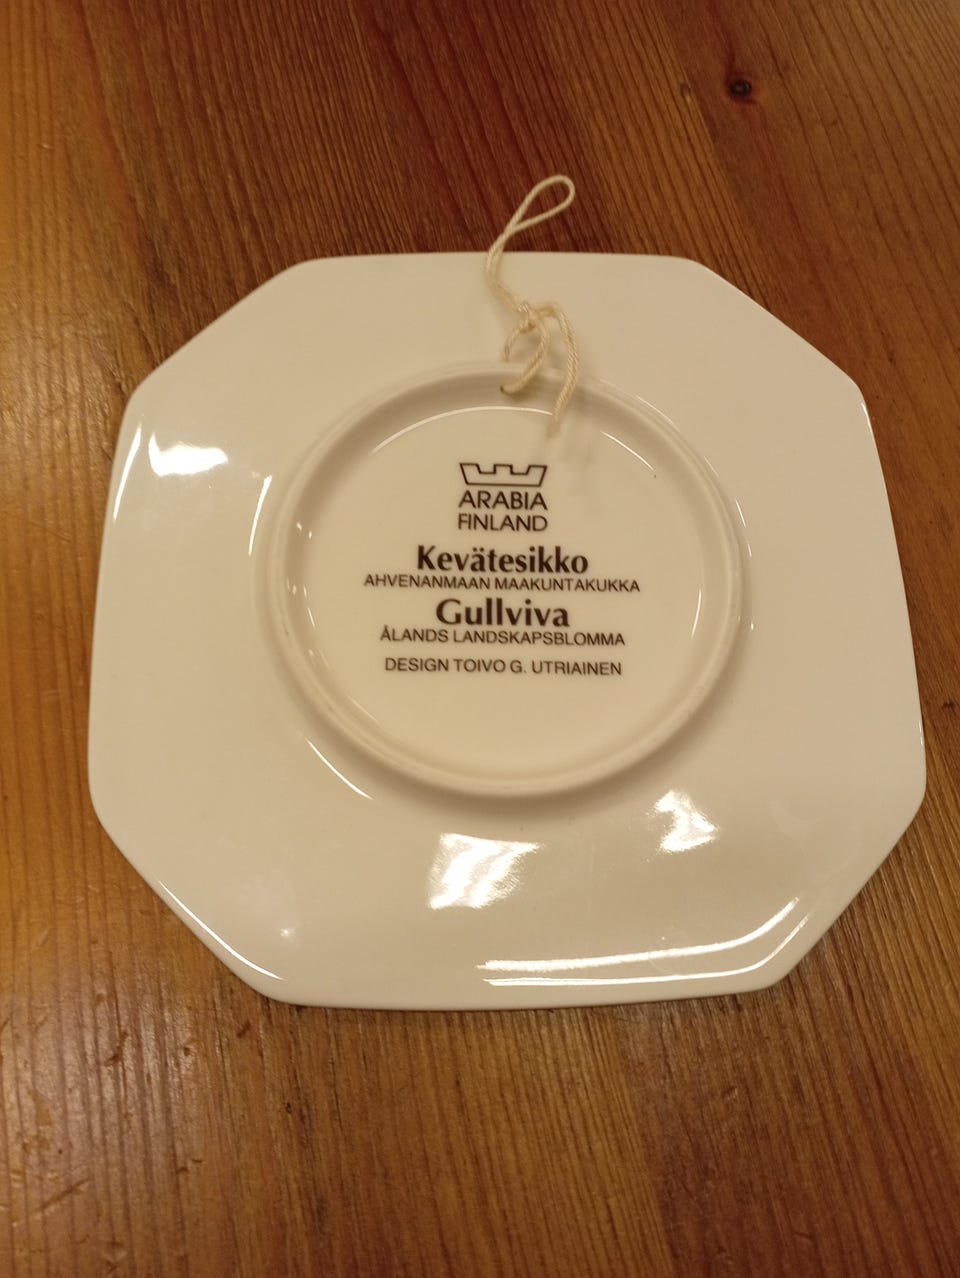 ARABIA
FINLAND
Kevätesikko
AHVENANMAAN MAAKUNTAKUKKA
Gullviva
ÅLANDS LANDSKAPSBLOMMA
DESIGN TOIVO G. UTRIAINEN